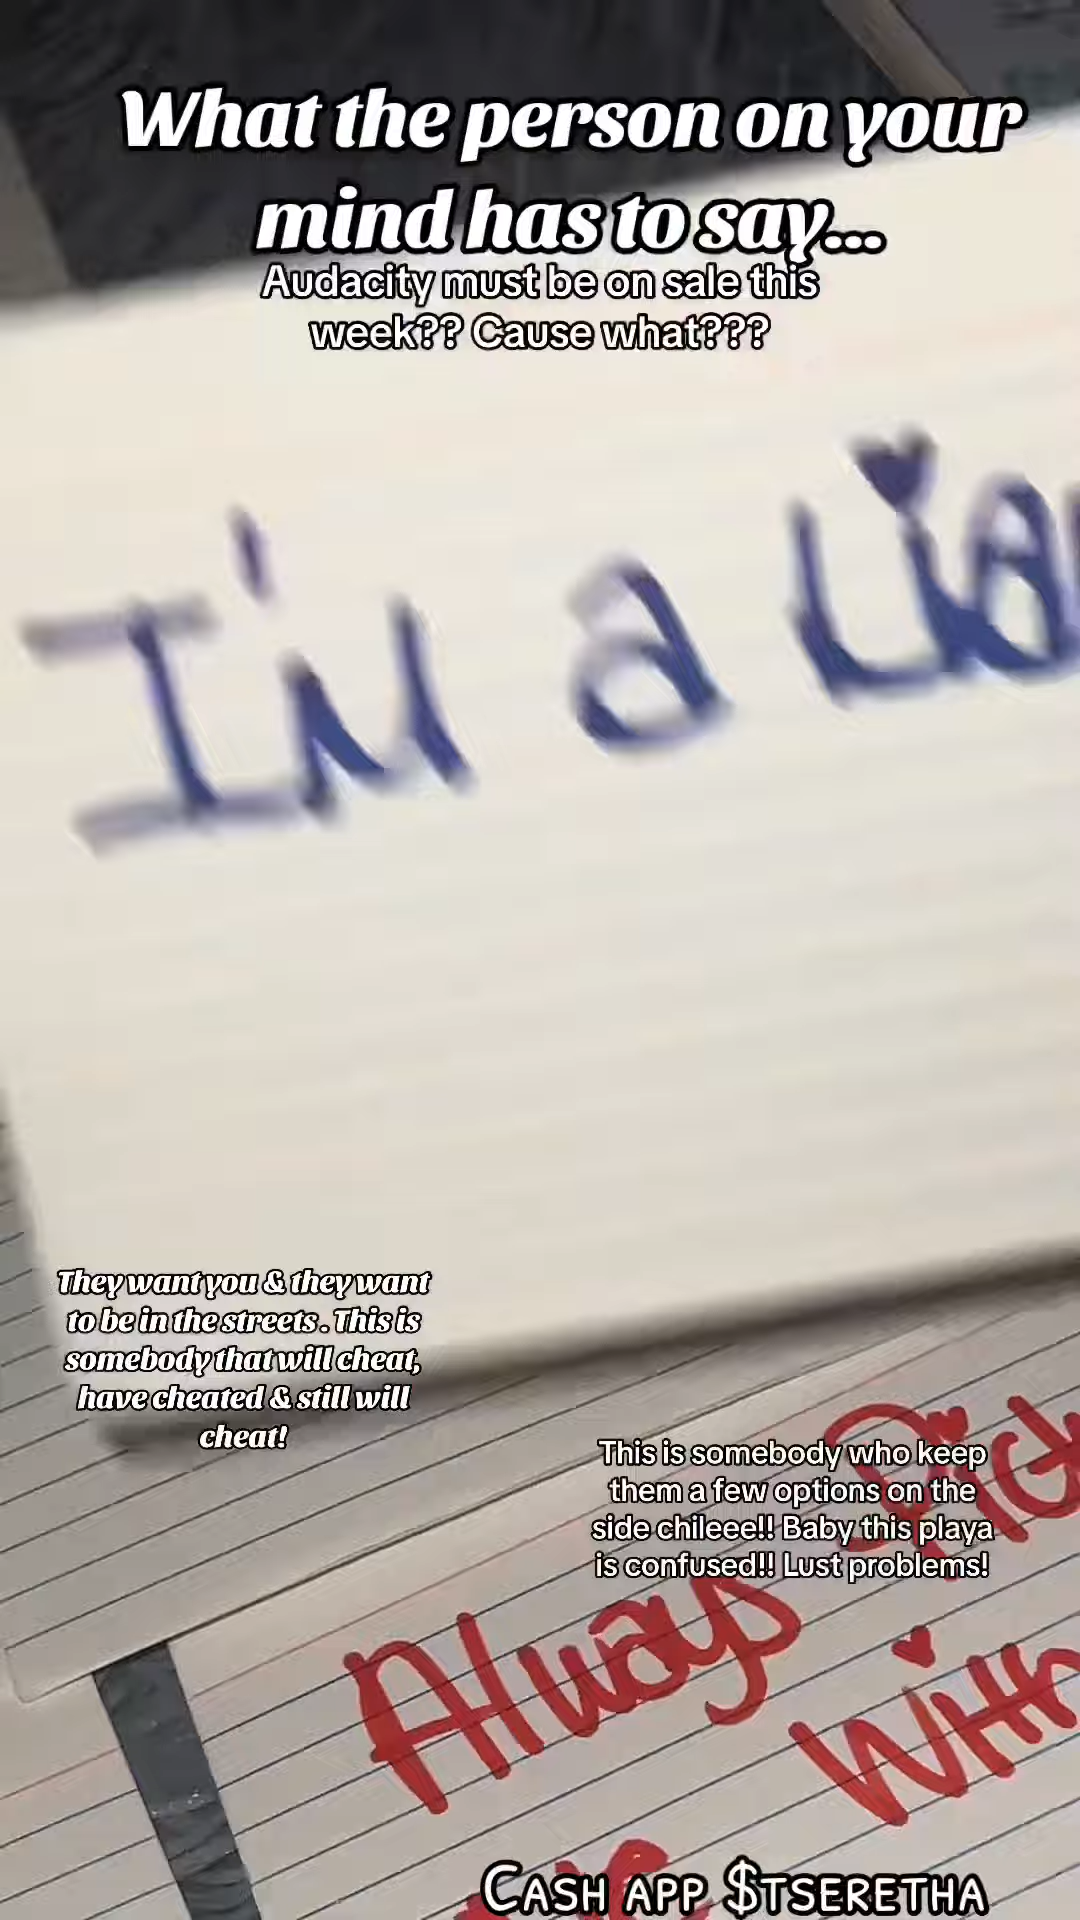 What the person on your
mind has to say...
Audacity must be on sale this
week?? Cause what???
I'm a
They want you & they want
to be in the streets . This is
somebody that will cheat,
have cheated & still will
cheat!
This is somebody who keep
them a few options on the
side chileee!! Baby this playa
is confused!! Lust problems!
Always
With
Cash app $tseretha